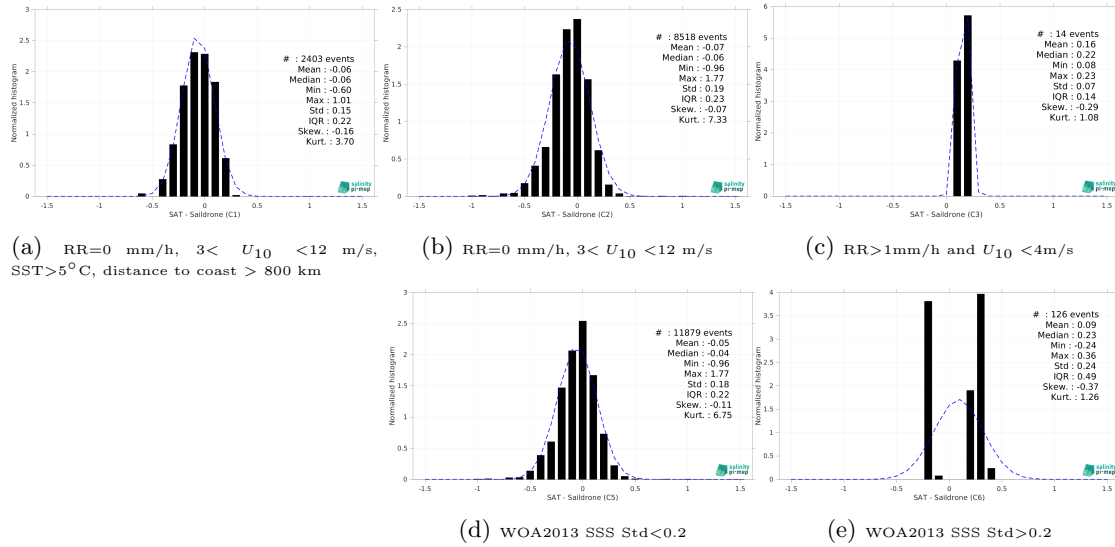 3
2.5
2
1.5
1
0.5
0
-1.5
-1
-0.5
0
0.5
1
1.5
Normalized histogram
SAT - Saildrone (C1)
# : 2403 events
Mean : -0.06
Median : -0.06
Min : -0.60
Max : 1.01
Std : 0.15
IQR : 0.22
Skew. : -0.16
Kurt. : 3.70
salinity
pi-mep
(a) RR=0 mm/h, 3< U10 <12 m/s,
SST>5°C, distance to coast > 800 km
2.5
2
1.5
1
0.5
0
-1.5
-1
-0.5
0
0.5
1
1.5
Normalized histogram
SAT - Saildrone (C2)
# : 8518 events
Mean : -0.07
Median : -0.06
Min : -0.96
Max : 1.77
Std : 0.19
IQR : 0.23
Skew. : -0.07
Kurt. : 7.33
salinity
pi-mep
(b) RR=0 mm/h, 3< U10 <12 m/s
6
5
4
3
2
1
0
-1.5
-1
-0.5
0
0.5
1
1.5
Normalized histogram
SAT - Saildrone (C3)
# : 14 events
Mean : 0.16
Median : 0.22
Min : 0.08
Max : 0.23
Std : 0.07
IQR : 0.14
Skew. : -0.29
Kurt. : 1.08
salinity
pi-mep
(c) RR>1mm/h and U10 <4m/s
3
2.5
2
1.5
1
0.5
0
-1.5
-1
-0.5
0
0.5
1
1.5
Normalized histogram
SAT - Saildrone (C5)
# : 11879 events
Mean : -0.05
Median : -0.04
Min : -0.96
Max : 1.77
Std : 0.18
IQR : 0.22
Skew. : -0.11
Kurt. : 6.75
salinity
pi-mep
(d) WOA2013 SSS Std<0.2
4
3.5
3
2.5
2
1.5
1
0.5
0
-1.5
-1
-0.5
0
0.5
1
1.5
Normalized histogram
SAT - Saildrone (C6)
# : 126 events
Mean : 0.09
Median : 0.23
Min : -0.24
Max : 0.36
Std : 0.24
IQR : 0.49
Skew. : -0.37
Kurt. : 1.26
salinity
pi-mep
(e) WOA2013 SSS Std>0.2